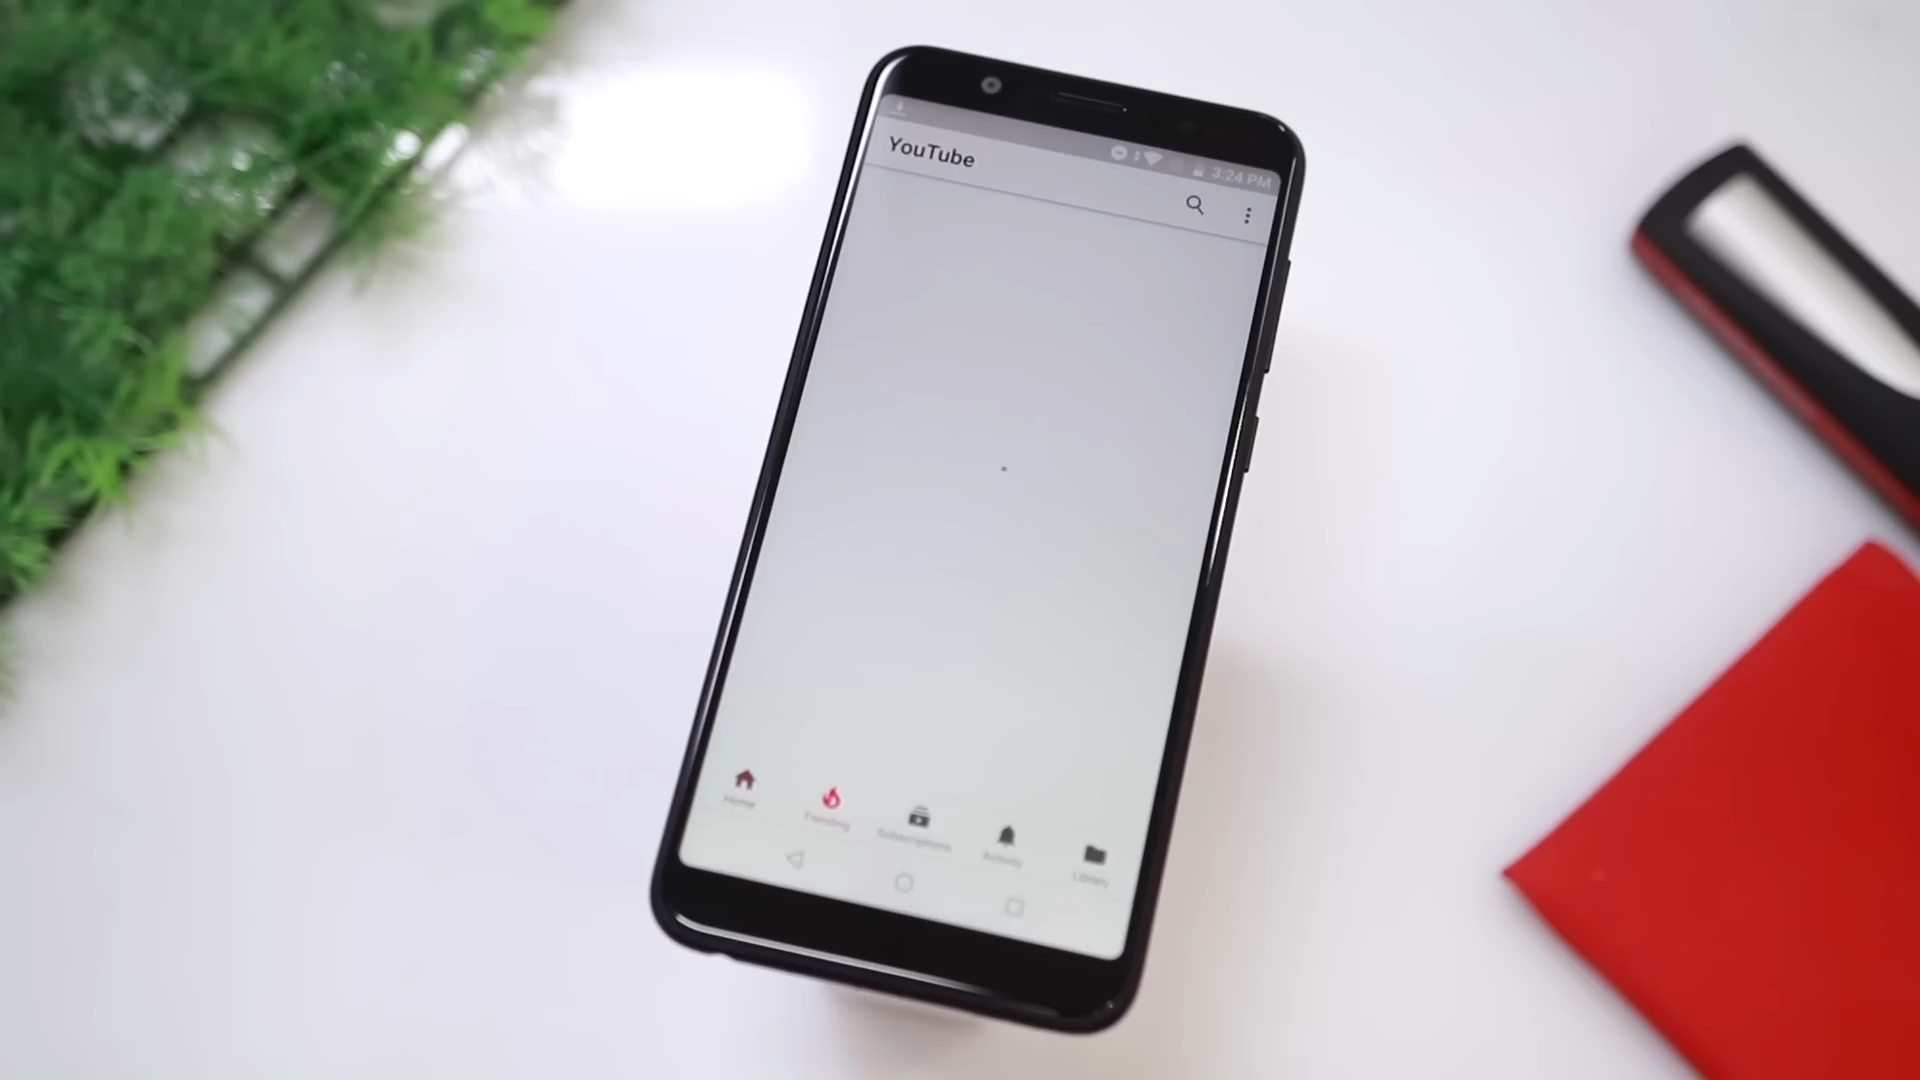 3:24 PM
YouTube
Home
Trending
Subscriptions
Activity
Library